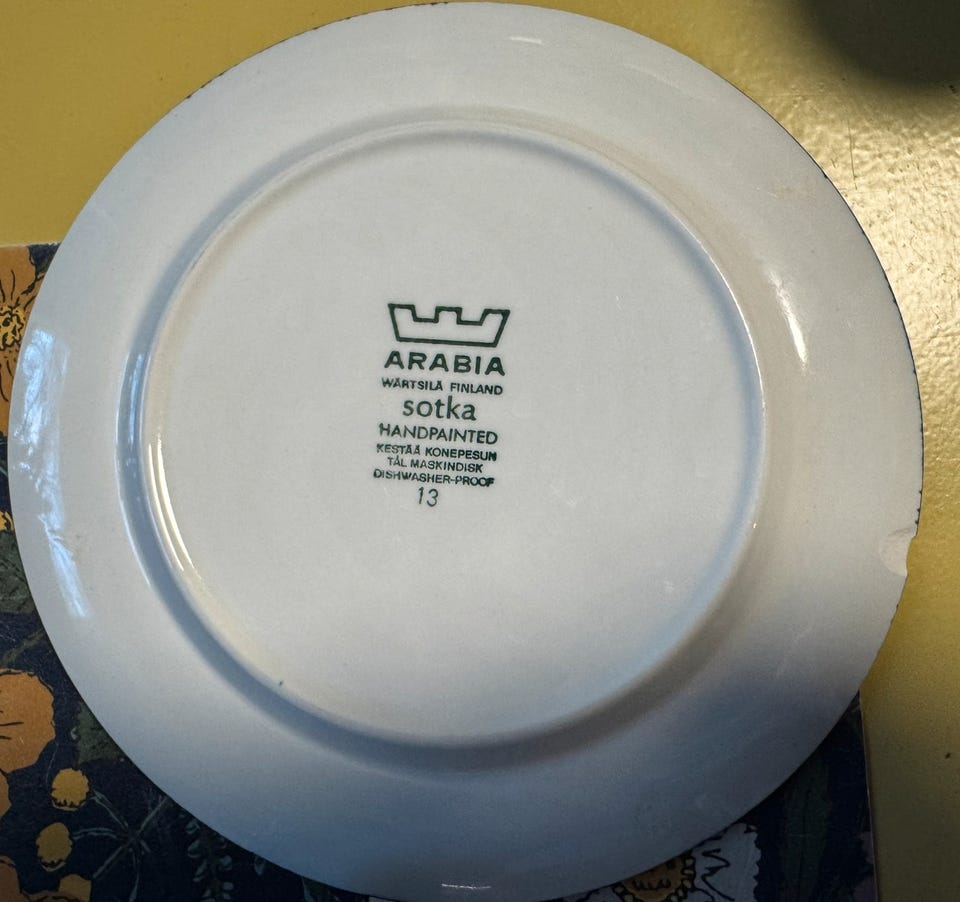 ARABIA
WÄRTSILÄ FINLAND
sotka
HANDPAINTED
KESTÄÄ KONEPESUN
TÅL MASKINDISK
DISHWASHER-PROOF
13